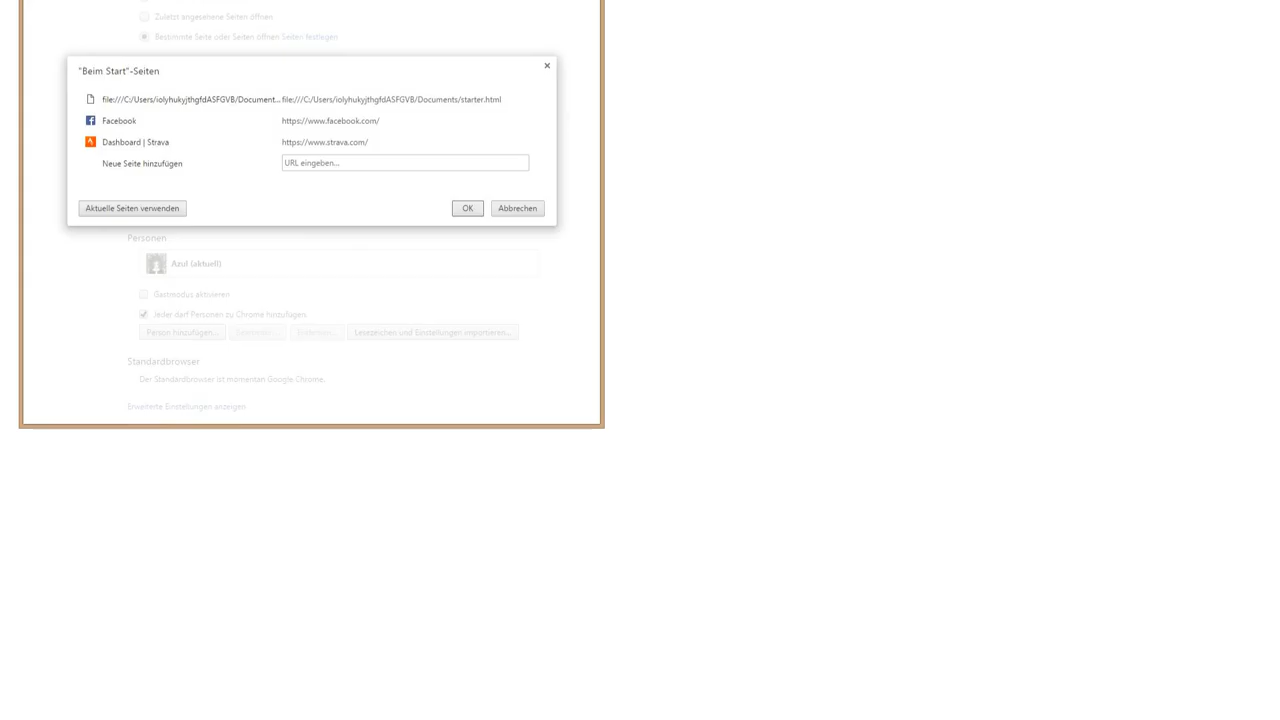 Zuletzt angesehene Seiten öffnen
Bestimmte Seite oder Seiten öffnen Seiten festlegen
"Beim Start"-Seiten
file:///C:/Users/iolyhukyjthgfdASFGVB/Document... file:///C:/Users/iolyhukyjthgfdASFGVB/Documents/starter.html
Facebook https://www.facebook.com/
Dashboard | Strava https://www.strava.com/
Neue Seite hinzufügen URL eingeben...
Aktuelle Seiten verwenden OK Abbrechen
Personen
Azul (aktuell)
Gastmodus aktivieren
Jeder darf Personen zu Chrome hinzufügen.
Person hinzufügen... Lesezeichen und Einstellungen importieren...
Standardbrowser
Der Standardbrowser ist momentan Google Chrome.
Erweiterte Einstellungen anzeigen